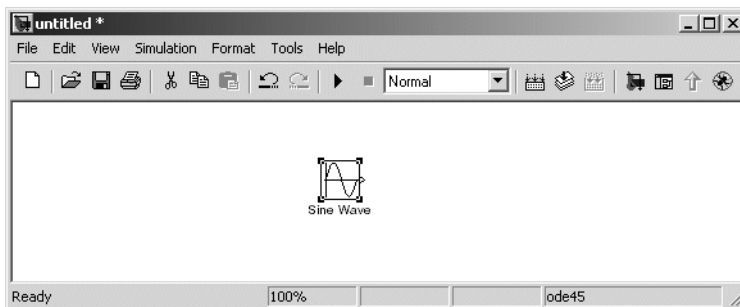 untitled *
File Edit View Simulation Format Tools Help
Normal
Sine Wave
Ready 100% ode45